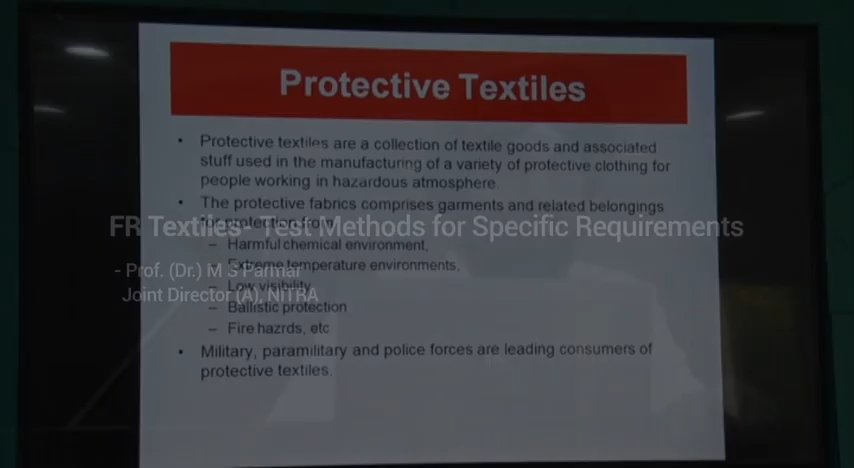 Protective Textiles
• Protective textiles are a collection of textile goods and associated
stuff used in the manufacturing of a variety of protective clothing for
people working in hazardous atmosphere.
• The protective fabrics comprises garments and related belongings
for protection from
– Harmful chemical environment,
– Extreme temperature environments,
– Low visibility
– Ballistic protection
– Fire hazrds, etc
• Military, paramilitary and police forces are leading consumers of
protective textiles.
FR Textiles- Test Methods for Specific Requirements
- Prof. (Dr.) M S Parmar
Joint Director (A), NITRA